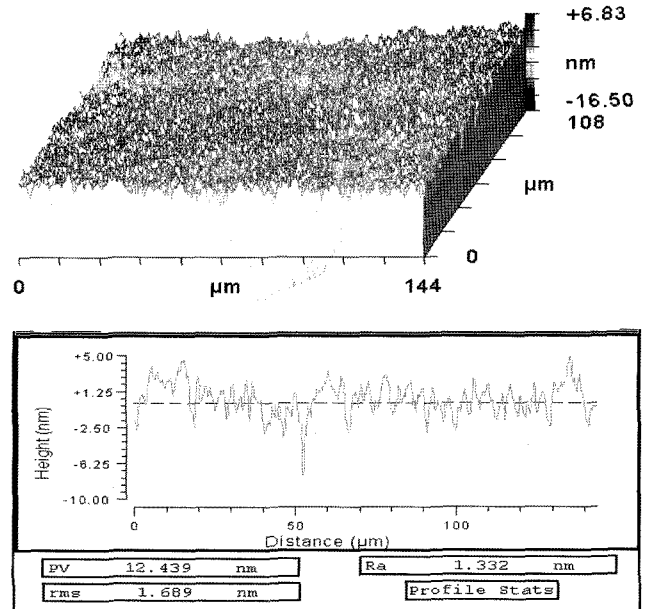 +6.83
nm
-16.50
108
μm
0
0 μm 144
+5.00
+1.25
-2.50
-6.25
-10.00
Height (nm)
0 50 100
Distance (μm)
PV 12.439 nm
Ra 1.332 nm
rms 1.689 nm
Profile Stats